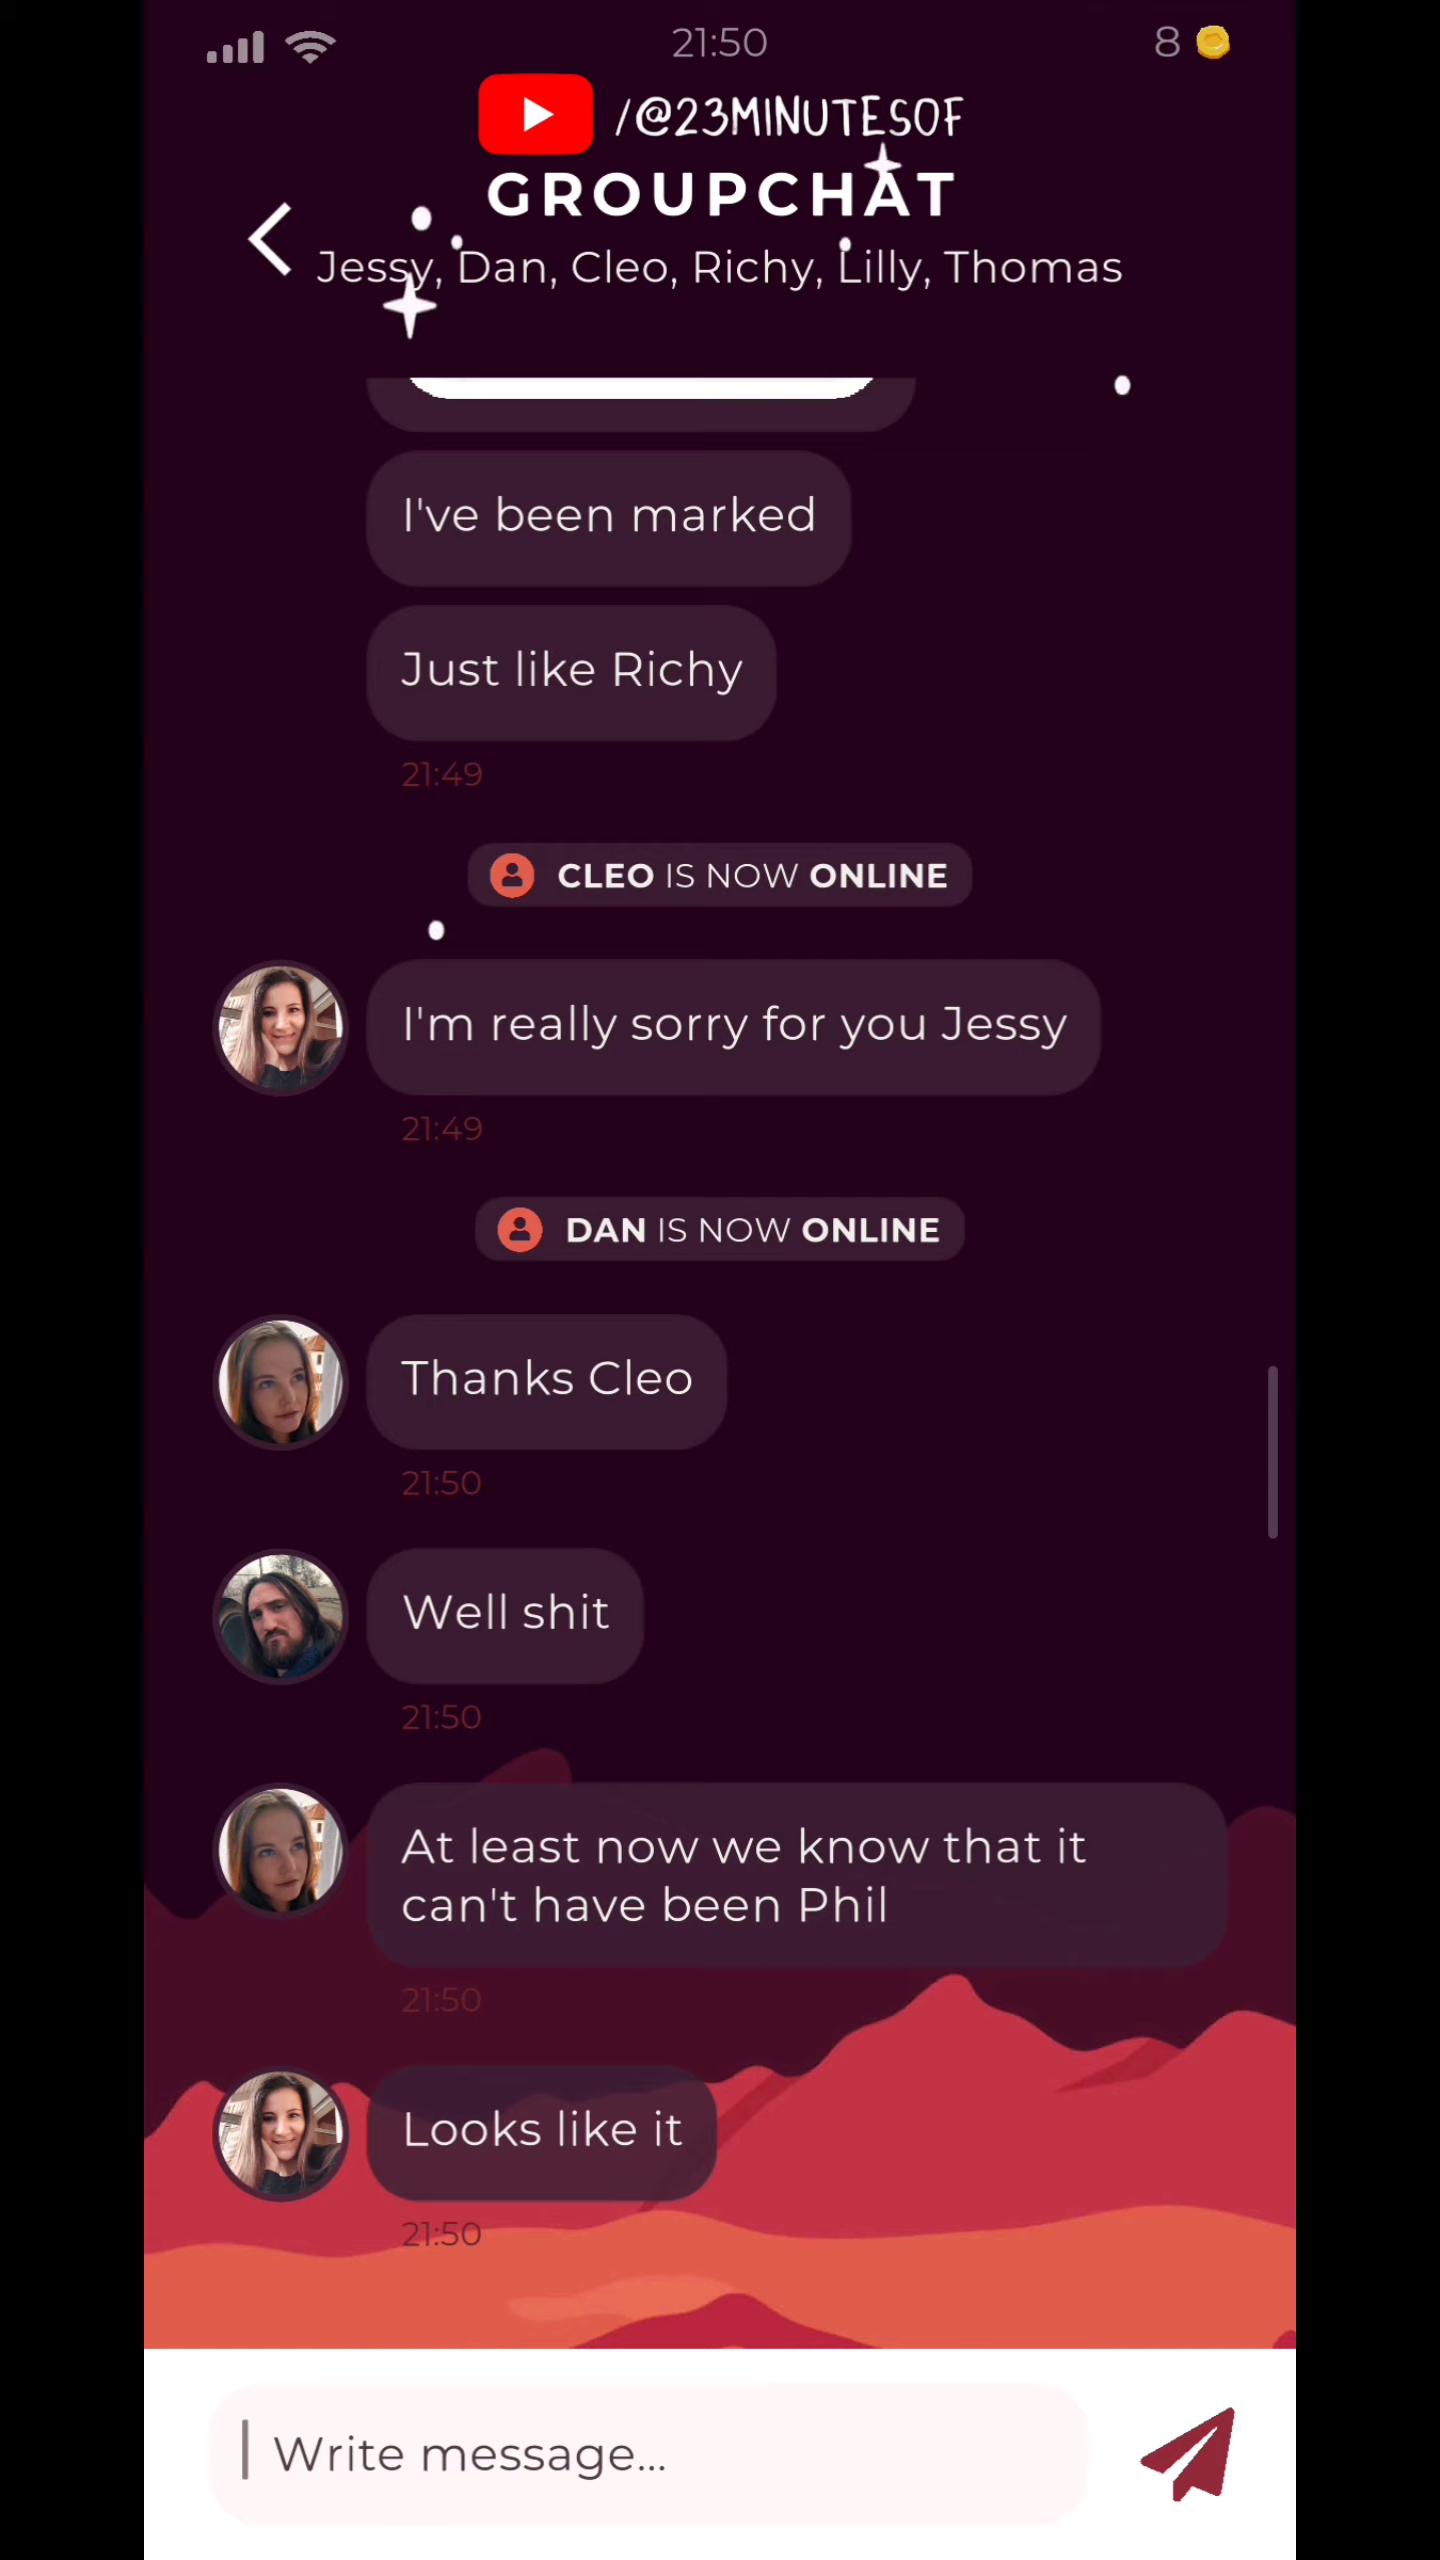 21:50
8
/@23MINUTESOF
GROUPCHAT
Jessy, Dan, Cleo, Richy, Lilly, Thomas
I've been marked
Just like Richy
21:49
CLEO IS NOW ONLINE
I'm really sorry for you Jessy
21:49
DAN IS NOW ONLINE
Thanks Cleo
21:50
Well shit
21:50
At least now we know that it
can't have been Phil
21:50
Looks like it
21:50
Write message...